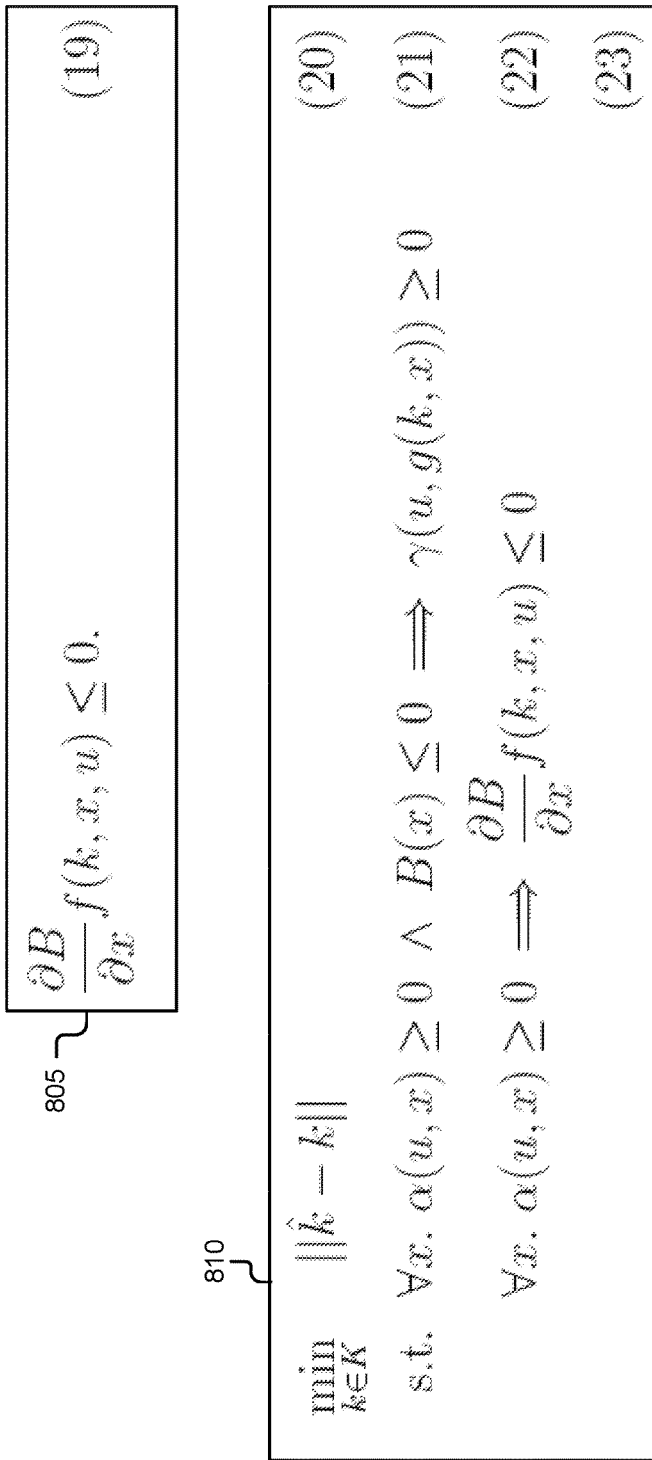 805
∂B/∂x f(k, x, u) ≤ 0. (19)
810
min_{k∈K} ||k̂ − k|| (20)
s.t. ∀x. α(u, x) ≥ 0 ∧ B(x) ≤ 0 ⟹ γ(u, g(k, x)) ≥ 0 (21)
∀x. α(u, x) ≥ 0 ⟹ ∂B/∂x f(k, x, u) ≤ 0 (22)
(23)